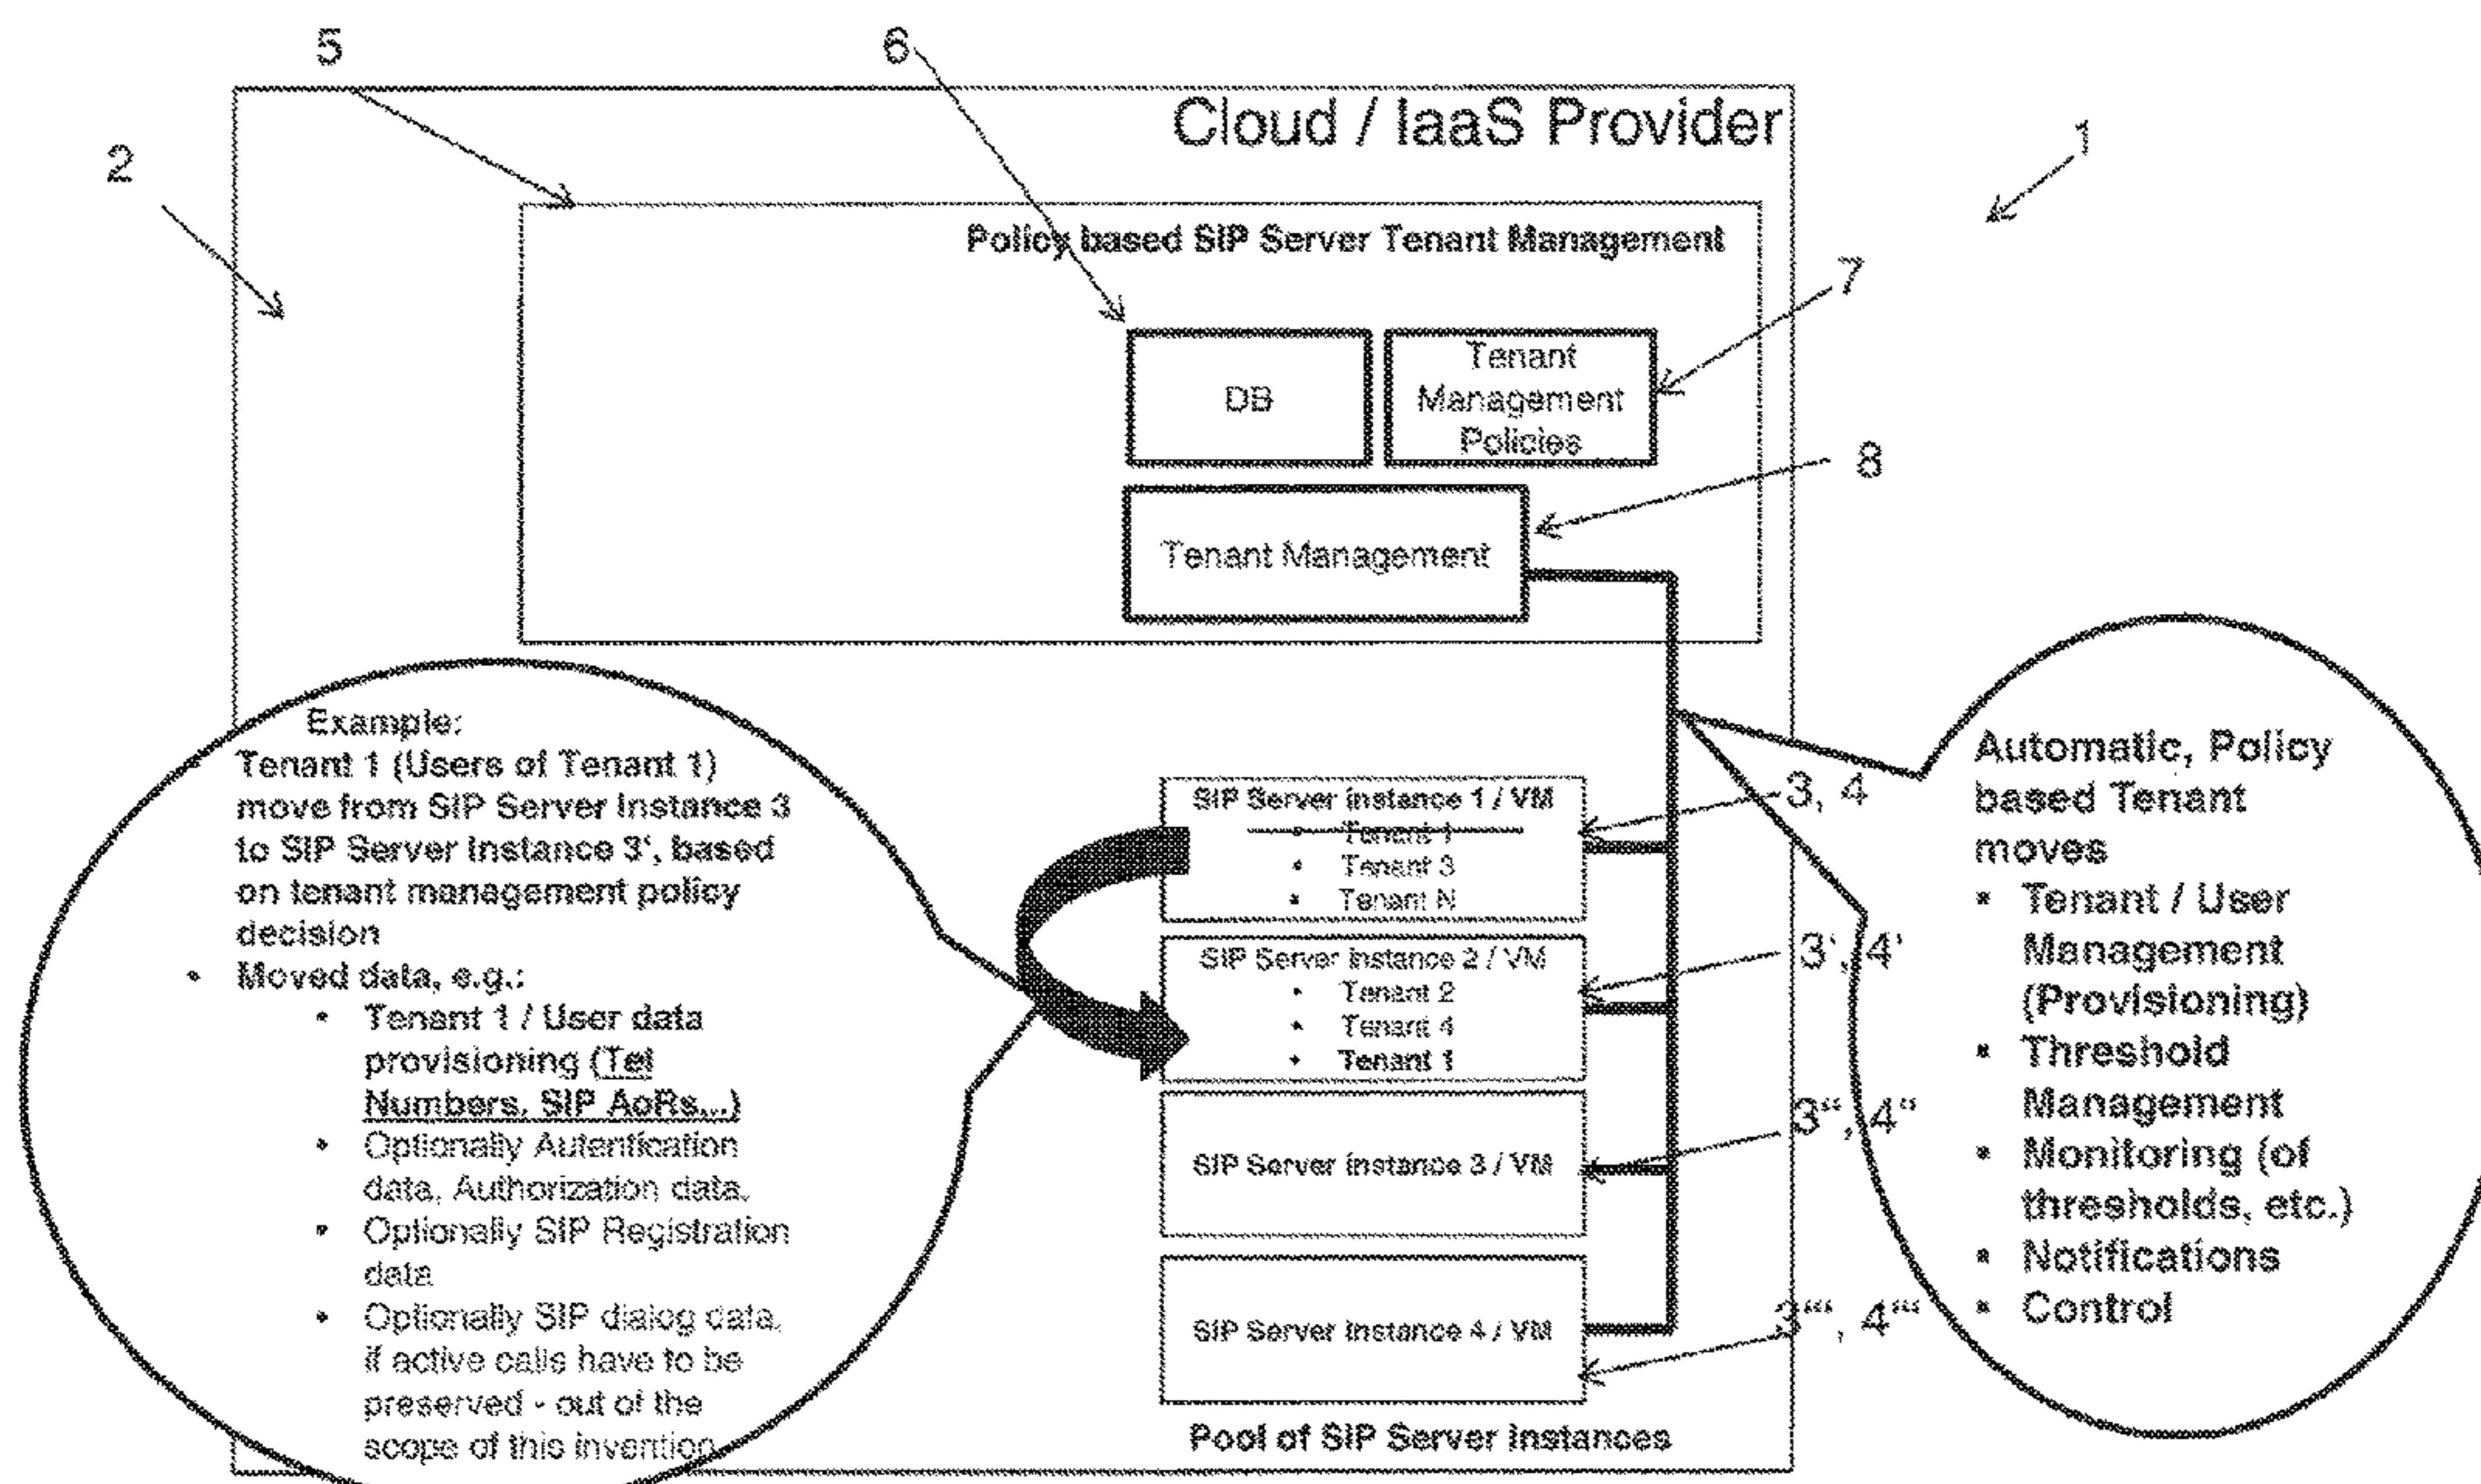 5
6
Cloud / IaaS Provider
1
2
Policy based SIP Server Tenant Management
7
DB
Tenant
Management
Policies
8
Tenant Management
Example:
Tenant 1 (Users of Tenant 1)
move from SIP Server Instance 3
to SIP Server Instance 3‘, based
on tenant management policy
decision
• Moved data, e.g.:
• Tenant 1 / User data
provisioning (Tel
Numbers, SIP AoRs...)
• Optionally Autentfication
data, Authorization data,
• Optionally SIP Registration
data
• Optionally SIP dialog data,
if active calls have to be
preserved - out of the
scope of this invention
SIP Server Instance 1 / VM
• Tenant 1
• Tenant 3
• Tenant N
3, 4
SIP Server Instance 2 / VM
• Tenant 2
• Tenant 4
• Tenant 1
3‘, 4‘
SIP Server Instance 3 / VM
3“, 4“
SIP Server Instance 4 / VM
3“‘, 4“‘
Pool of SIP Server Instances
Automatic, Policy
based Tenant
moves
• Tenant / User
Management
(Provisioning)
• Threshold
Management
• Monitoring (of
thresholds, etc.)
• Notifications
• Control